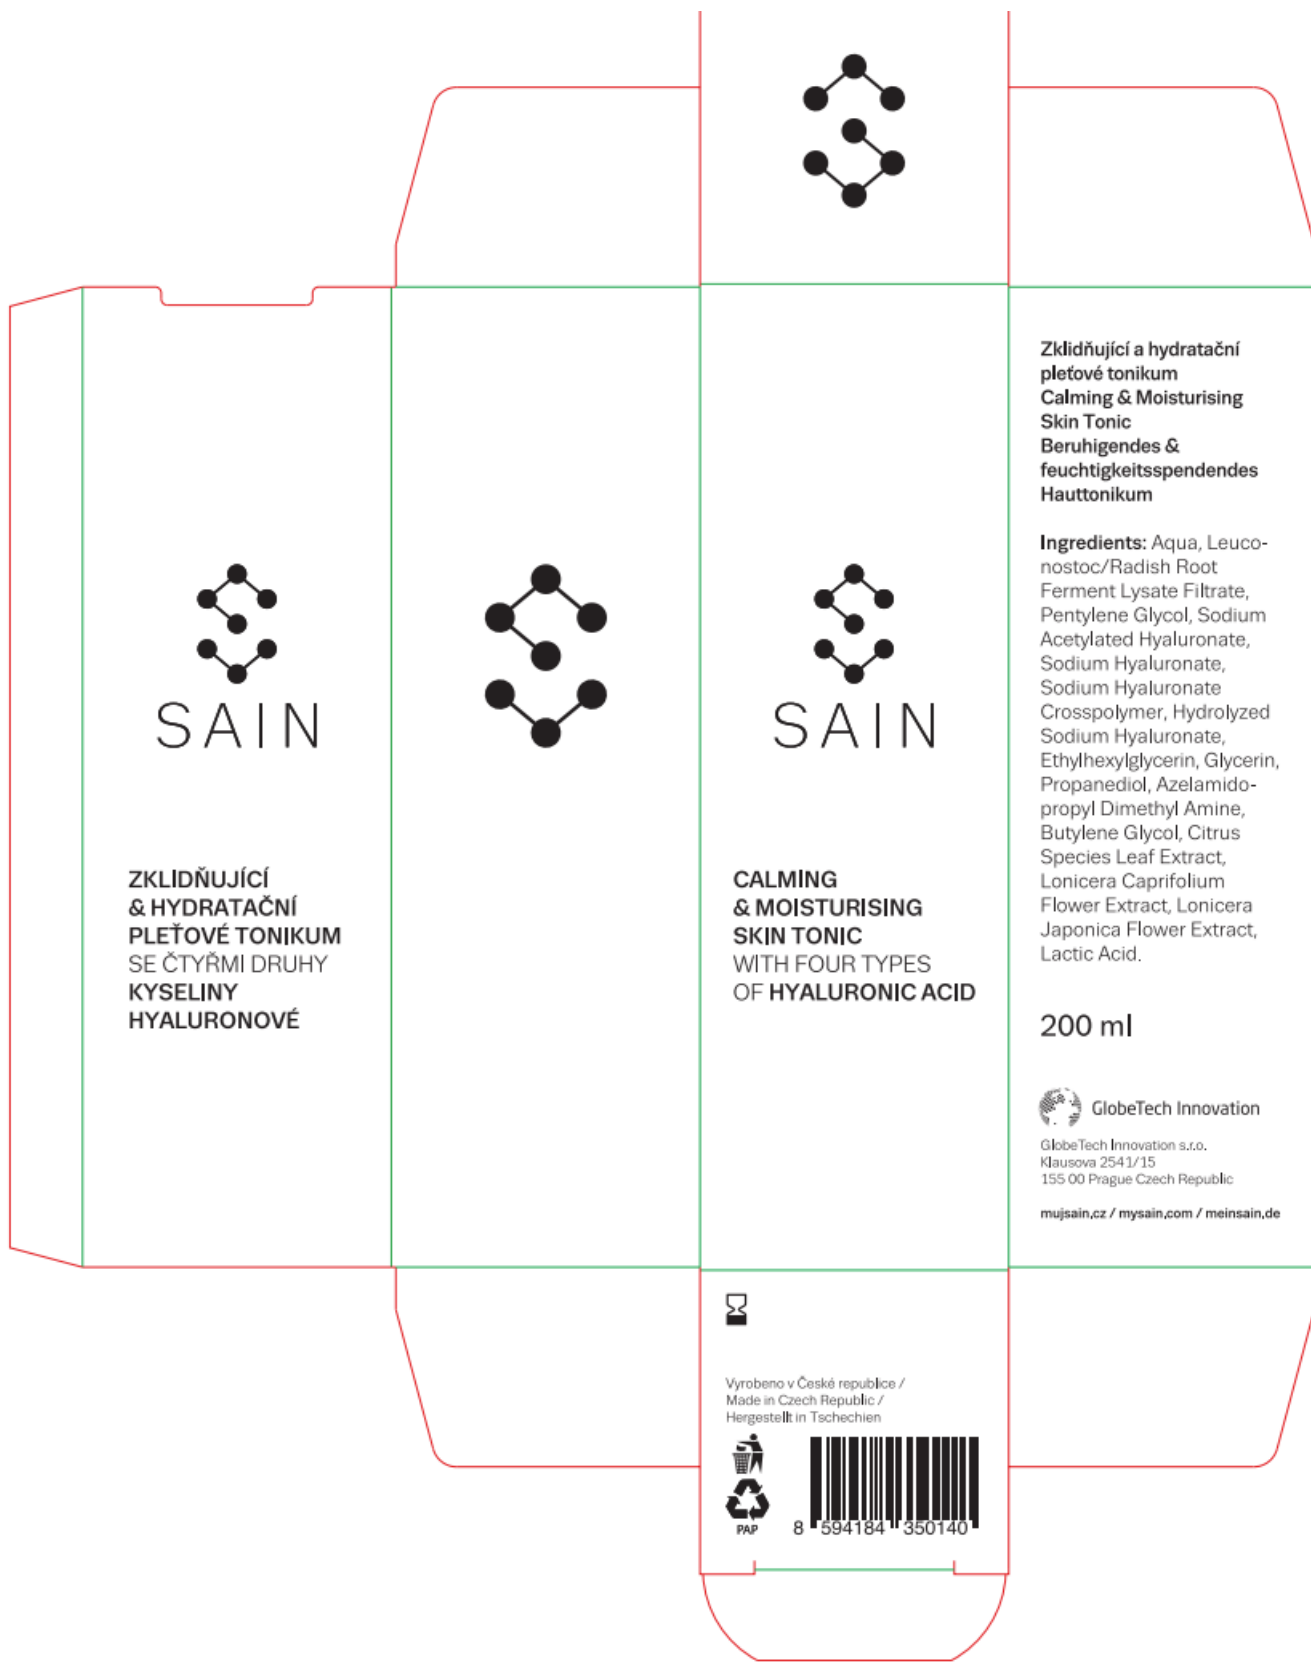 SAIN
ZKLIDŇUJÍCÍ
& HYDRATAČNÍ
PLEŤOVÉ TONIKUM
SE ČTYŘMI DRUHY
KYSELINY
HYALURONOVÉ
SAIN
CALMING
& MOISTURISING
SKIN TONIC
WITH FOUR TYPES
OF HYALURONIC ACID
Zklidňující a hydratační
pleťové tonikum
Calming & Moisturising
Skin Tonic
Beruhigendes &
feuchtigkeitsspendendes
Hauttonikum
Ingredients: Aqua, Leuco-
nostoc/Radish Root
Ferment Lysate Filtrate,
Pentylene Glycol, Sodium
Acetylated Hyaluronate,
Sodium Hyaluronate,
Sodium Hyaluronate
Crosspolymer, Hydrolyzed
Sodium Hyaluronate,
Ethylhexylglycerin, Glycerin,
Propanediol, Azelamido-
propyl Dimethyl Amine,
Butylene Glycol, Citrus
Species Leaf Extract,
Lonicera Caprifolium
Flower Extract, Lonicera
Japonica Flower Extract,
Lactic Acid.
200 ml
GlobeTech Innovation
GlobeTech Innovation s.r.o.
Klausova 2541/15
155 00 Prague Czech Republic
mujsain.cz / mysain.com / meinsain.de
Vyrobeno v České republice /
Made in Czech Republic /
Hergestellt in Tschechien
PAP
8 594184 350140